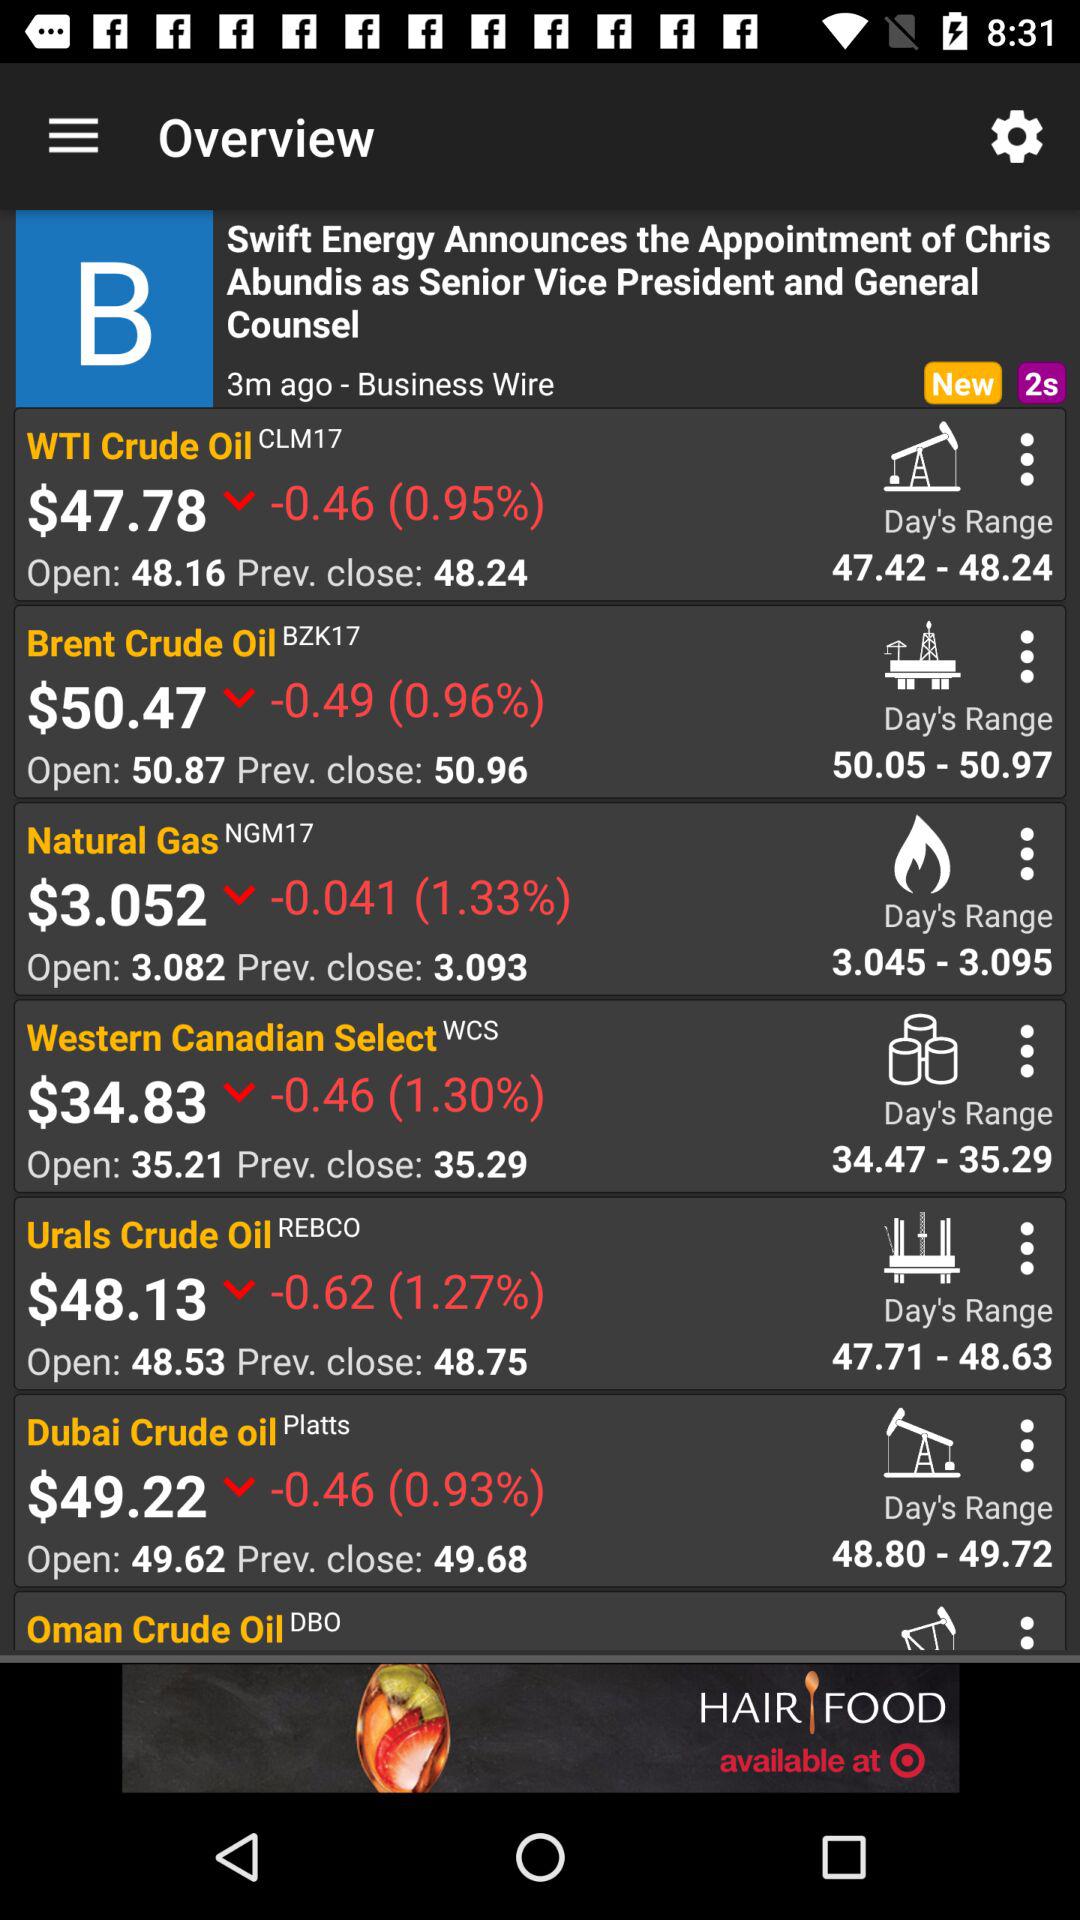 8:31
Overview
B
Swift Energy Announces the Appointment of Chris
Abundis as Senior Vice President and General
Counsel
3m ago - Business Wire New 2s
WTI Crude Oil CLM17
$47.78 -0.46 (0.95%)
Day's Range
Open: 48.16 Prev. close: 48.24 47.42 - 48.24
Brent Crude Oil BZK17
$50.47 -0.49 (0.96%)
Day's Range
Open: 50.87 Prev. close: 50.96 50.05 - 50.97
Natural Gas NGM17
$3.052 -0.041 (1.33%)
Day's Range
Open: 3.082 Prev. close: 3.093 3.045 - 3.095
Western Canadian Select WCS
$34.83 -0.46 (1.30%)
Day's Range
Open: 35.21 Prev. close: 35.29 34.47 - 35.29
Urals Crude Oil REBCO
$48.13 -0.62 (1.27%)
Day's Range
Open: 48.53 Prev. close: 48.75 47.71 - 48.63
Dubai Crude oil Platts
$49.22 -0.46 (0.93%)
Day's Range
Open: 49.62 Prev. close: 49.68 48.80 - 49.72
Oman Crude Oil DBO
HAIR FOOD
available at